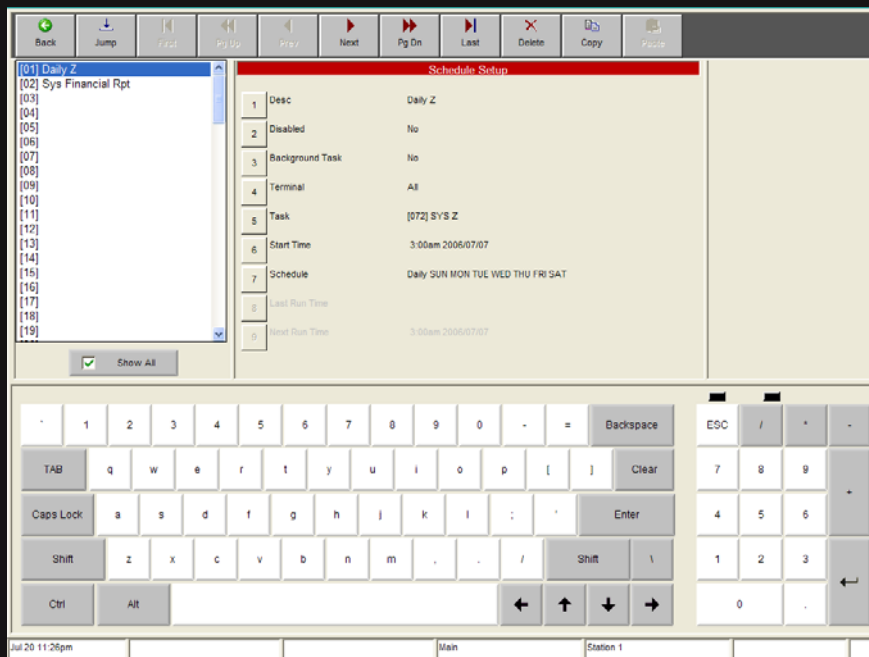 Back Jump First Pg Up Prev Next Pg Dn Last Delete Copy Paste
[01] Daily Z
[02] Sys Financial Rpt
[03]
[04]
[05]
[06]
[07]
[08]
[09]
[10]
[11]
[12]
[13]
[14]
[15]
[16]
[17]
[18]
[19]
Show All
Schedule Setup
1 Desc Daily Z
2 Disabled No
3 Background Task No
4 Terminal All
5 Task [072] SYS Z
6 Start Time 3:00am 2006/07/07
7 Schedule Daily SUN MON TUE WED THU FRI SAT
8 Last Run Time
9 Next Run Time 3:00am 2006/07/07
` 1 2 3 4 5 6 7 8 9 0 - = Backspace ESC / * -
TAB q w e r t y u i o p [ ] Clear 7 8 9 +
Caps Lock a s d f g h j k l ; ' Enter 4 5 6
Shift z x c v b n m , . / Shift \ 1 2 3
Ctrl Alt 0 .
Jul 20 11:26pm Main Station 1